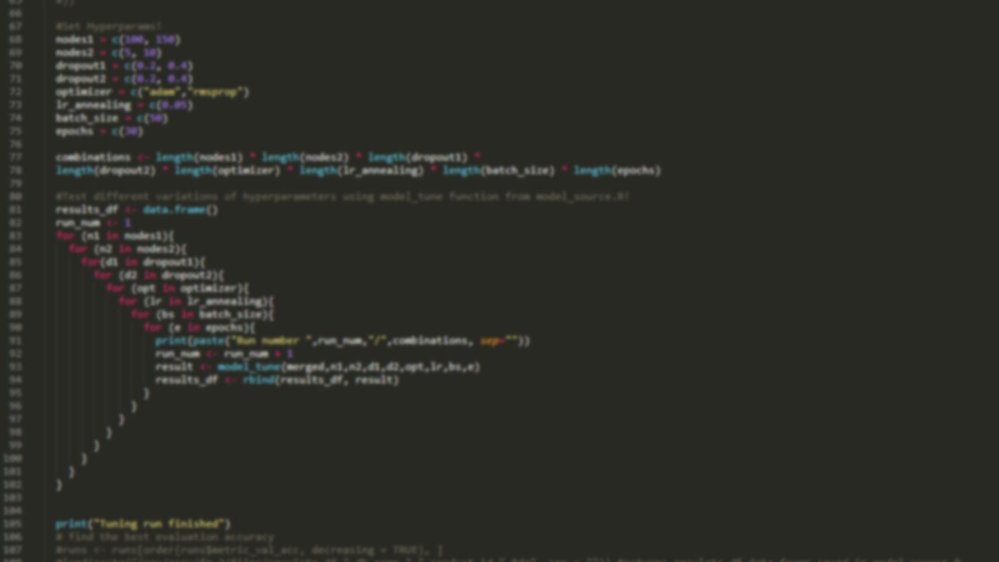 65 #})
66
67 #Set Hyperparams!
68 nodes1 = c(100, 150)
69 nodes2 = c(5, 10)
70 dropout1 = c(0.2, 0.4)
71 dropout2 = c(0.2, 0.4)
72 optimizer = c("adam","rmsprop")
73 lr_annealing = c(0.05)
74 batch_size = c(50)
75 epochs = c(30)
76
77 combinations <- length(nodes1) * length(nodes2) * length(dropout1) *
78 length(dropout2) * length(optimizer) * length(lr_annealing) * length(batch_size) * length(epochs)
79
80 #Test different variations of hyperparameters using model_tune function from model_source.R!
81 results_df <- data.frame()
82 run_num <- 1
83 for (n1 in nodes1){
84 for (n2 in nodes2){
85 for(d1 in dropout1){
86 for (d2 in dropout2){
87 for (opt in optimizer){
88 for (lr in lr_annealing){
89 for (bs in batch_size){
90 for (e in epochs){
91 print(paste("Run number ",run_num,"/",combinations, sep=""))
92 run_num <- run_num + 1
93 result <- model_tune(merged,n1,n2,d1,d2,opt,lr,bs,e)
94 results_df <- rbind(results_df, result)
95 }
96 }
97 }
98 }
99 }
100 }
101 }
102 }
103
104
105 print("Tuning run finished")
106 # find the best evaluation accuracy
107 #runs <- runs[order(runs$metric_val_acc, decreasing = TRUE), ]